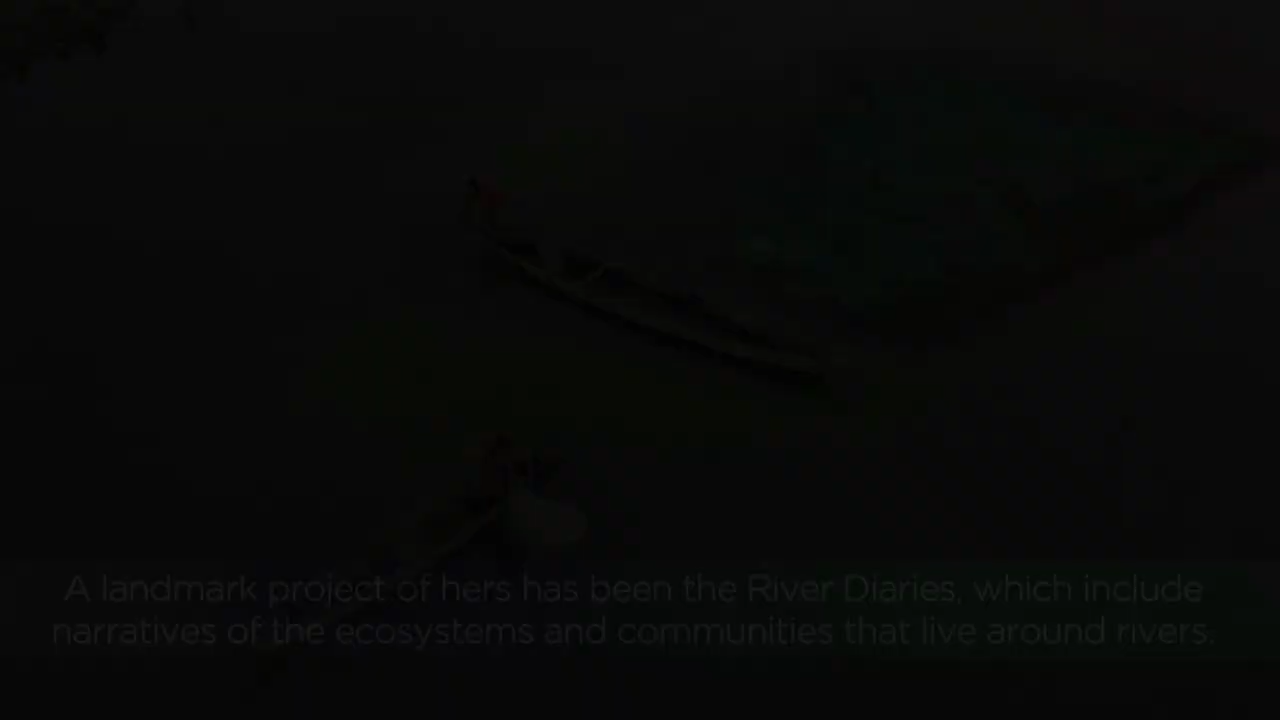 A landmark project of hers has been the River Diaries, which include
narratives of the ecosystems and communities that live around rivers.